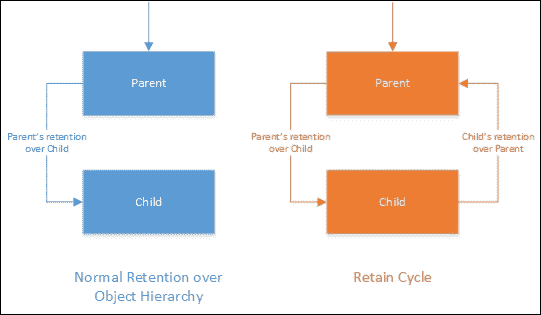 Parent
Parent's retention
over Child
Child
Normal Retention over
Object Hierarchy
Parent
Parent's retention
over Child
Child's retention
over Parent
Child
Retain Cycle